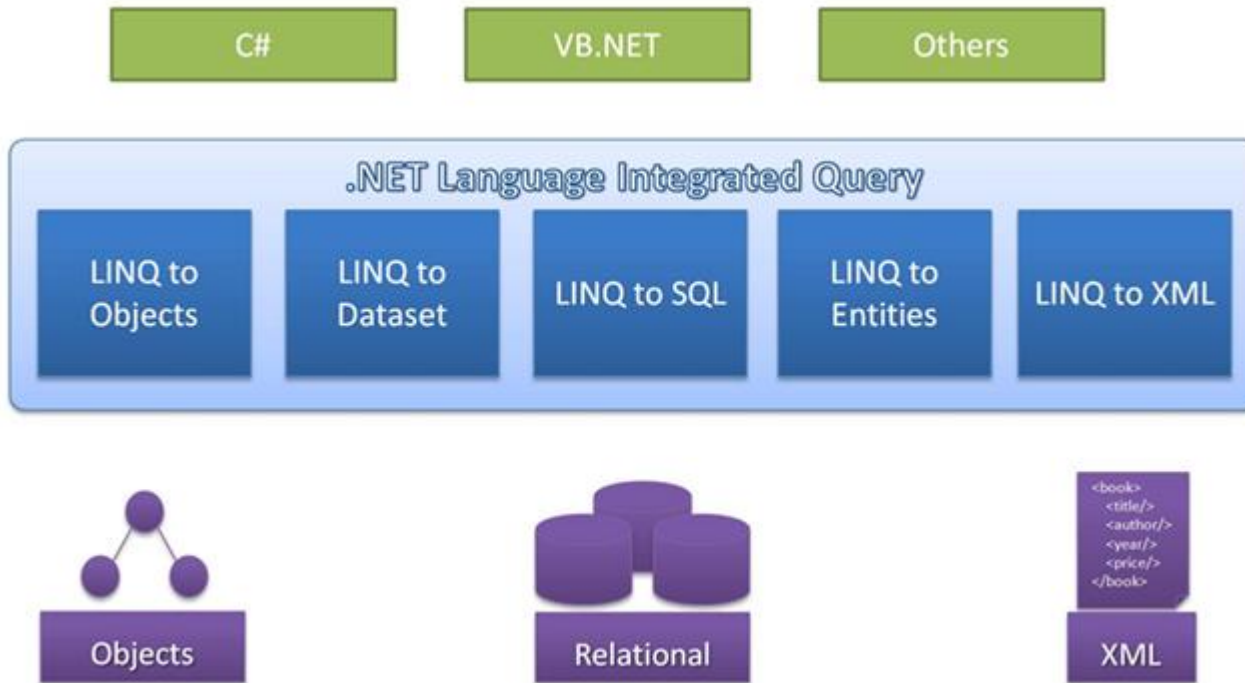 C#
VB.NET
Others
.NET Language Integrated Query
LINQ to
Objects
LINQ to
Dataset
LINQ to SQL
LINQ to
Entities
LINQ to XML
<book>
<title/>
<author/>
<year/>
<price/>
</book>
Objects
Relational
XML